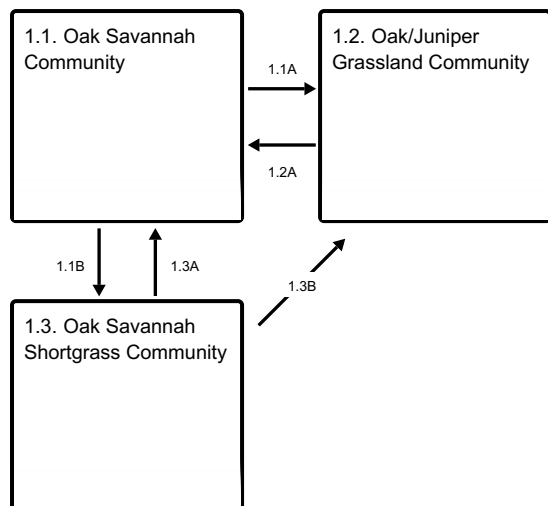 1.1. Oak Savannah
Community
1.2. Oak/Juniper
Grassland Community
1.1A
1.2A
1.1B
1.3A
1.3B
1.3. Oak Savannah
Shortgrass Community